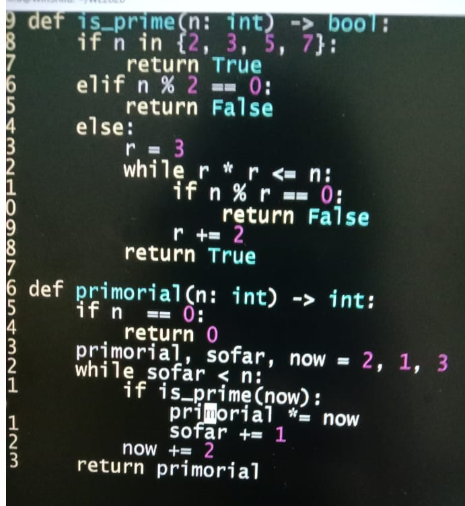 9 def is_prime(n: int) -> bool:
8 if n in {2, 3, 5, 7}:
7 return True
6 elif n % 2 == 0:
5 return False
4 else:
3 r = 3
2 while r * r <= n:
1 if n % r == 0:
0 return False
9 r += 2
8 return True
7
6 def primorial(n: int) -> int:
5 if n == 0:
4 return 0
3 primorial, sofar, now = 2, 1, 3
2 while sofar < n:
1 if is_prime(now):
primorial *= now
1 sofar += 1
2 now += 2
3 return primorial